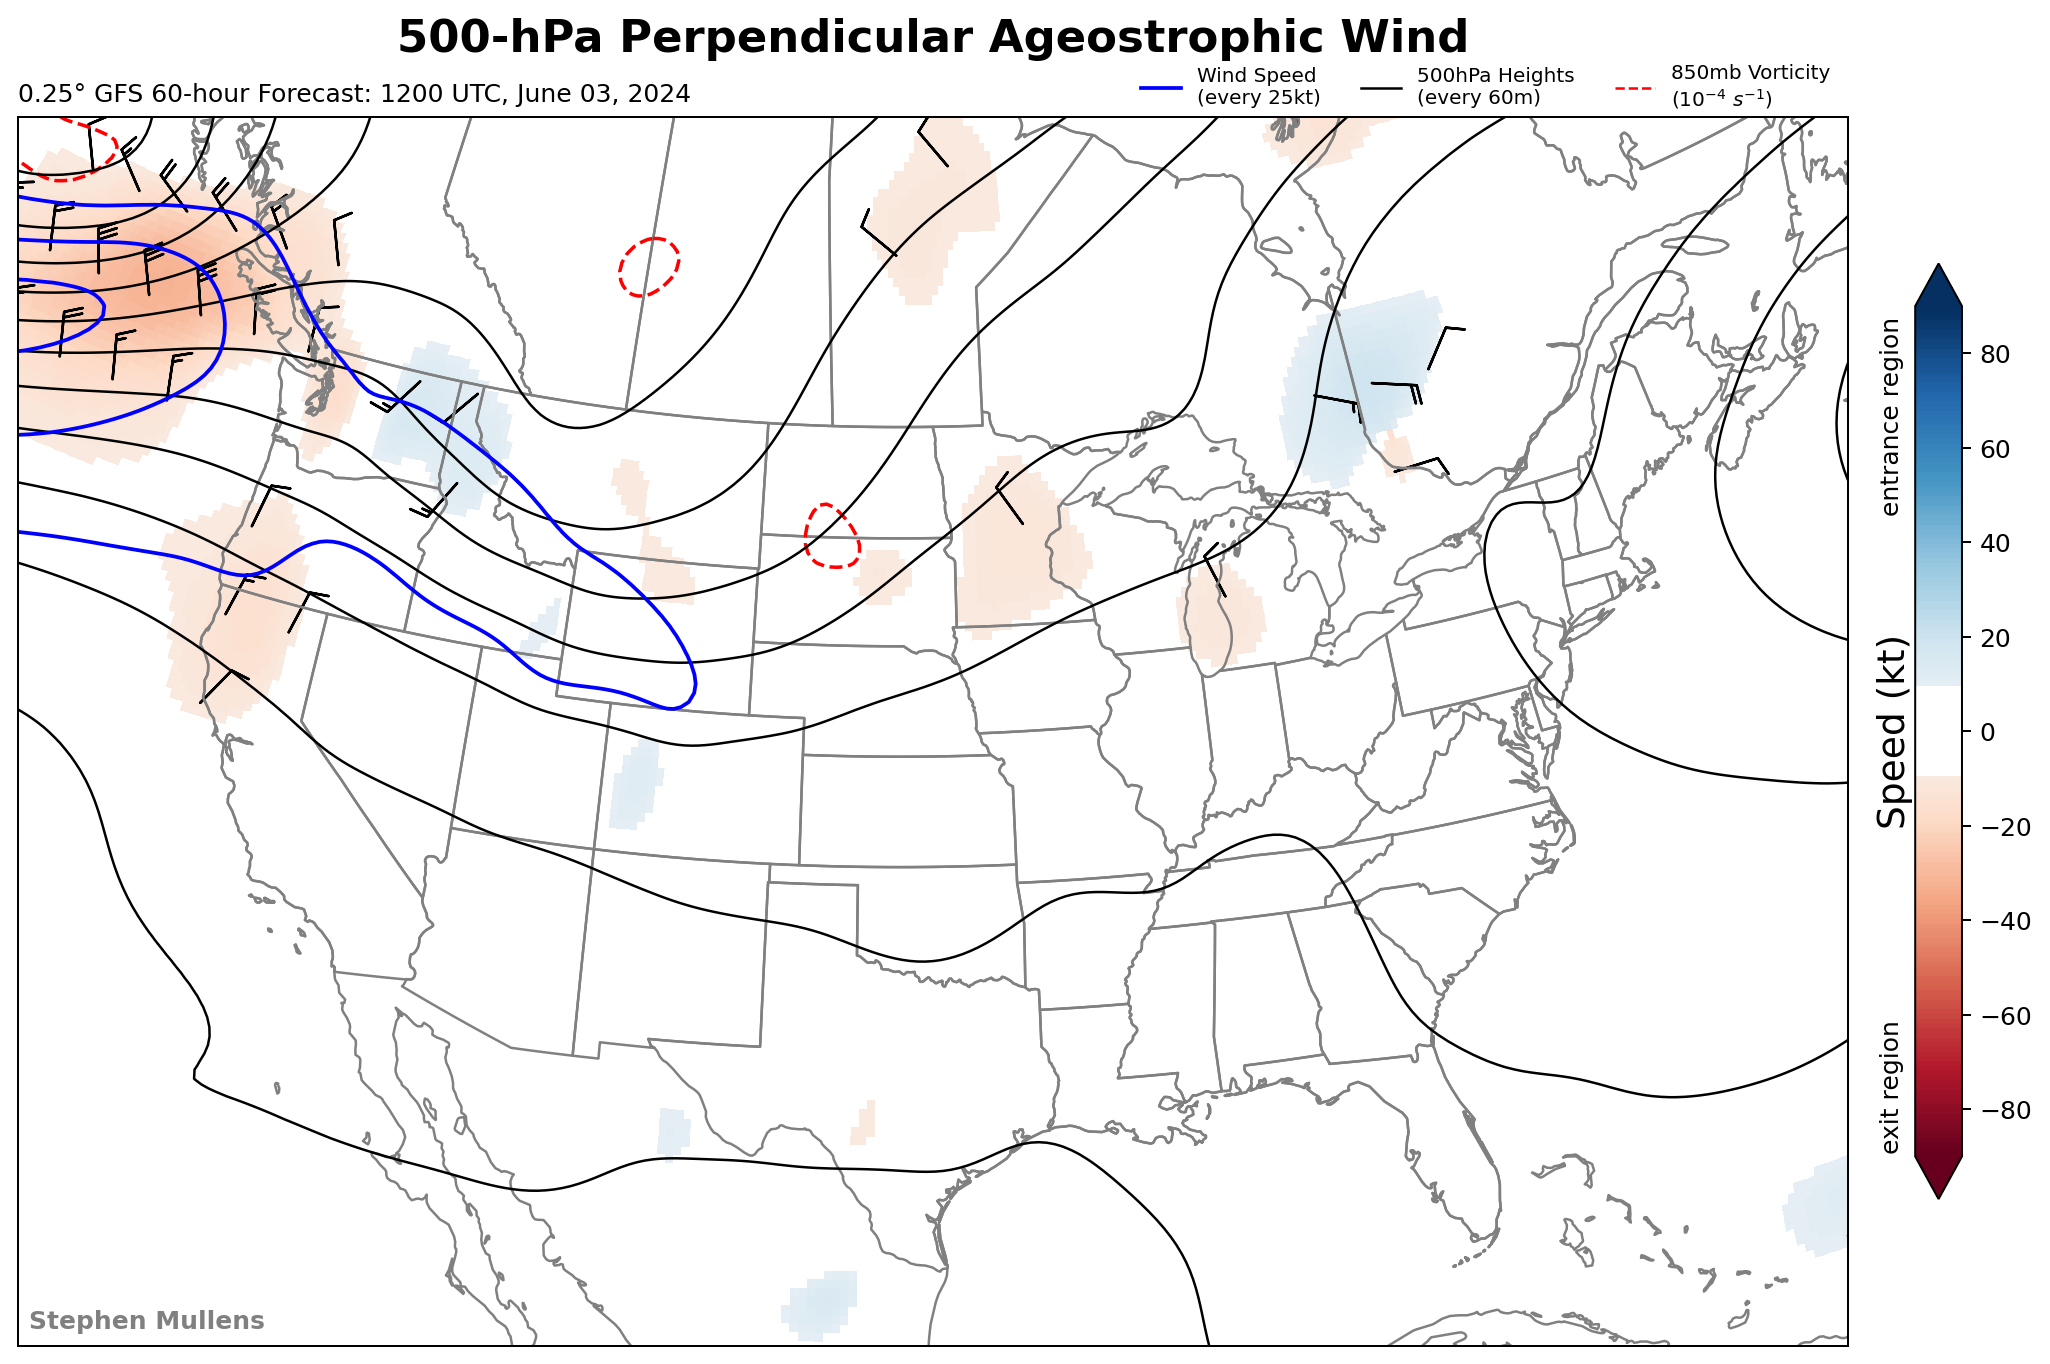 500-hPa Perpendicular Ageostrophic Wind
0.25° GFS 60-hour Forecast: 1200 UTC, June 03, 2024
Wind Speed
(every 25kt)
500hPa Heights
(every 60m)
850mb Vorticity
(10⁻⁴ s⁻¹)
entrance region
Speed (kt)
exit region
80
60
40
20
0
−20
−40
−60
−80
Stephen Mullens